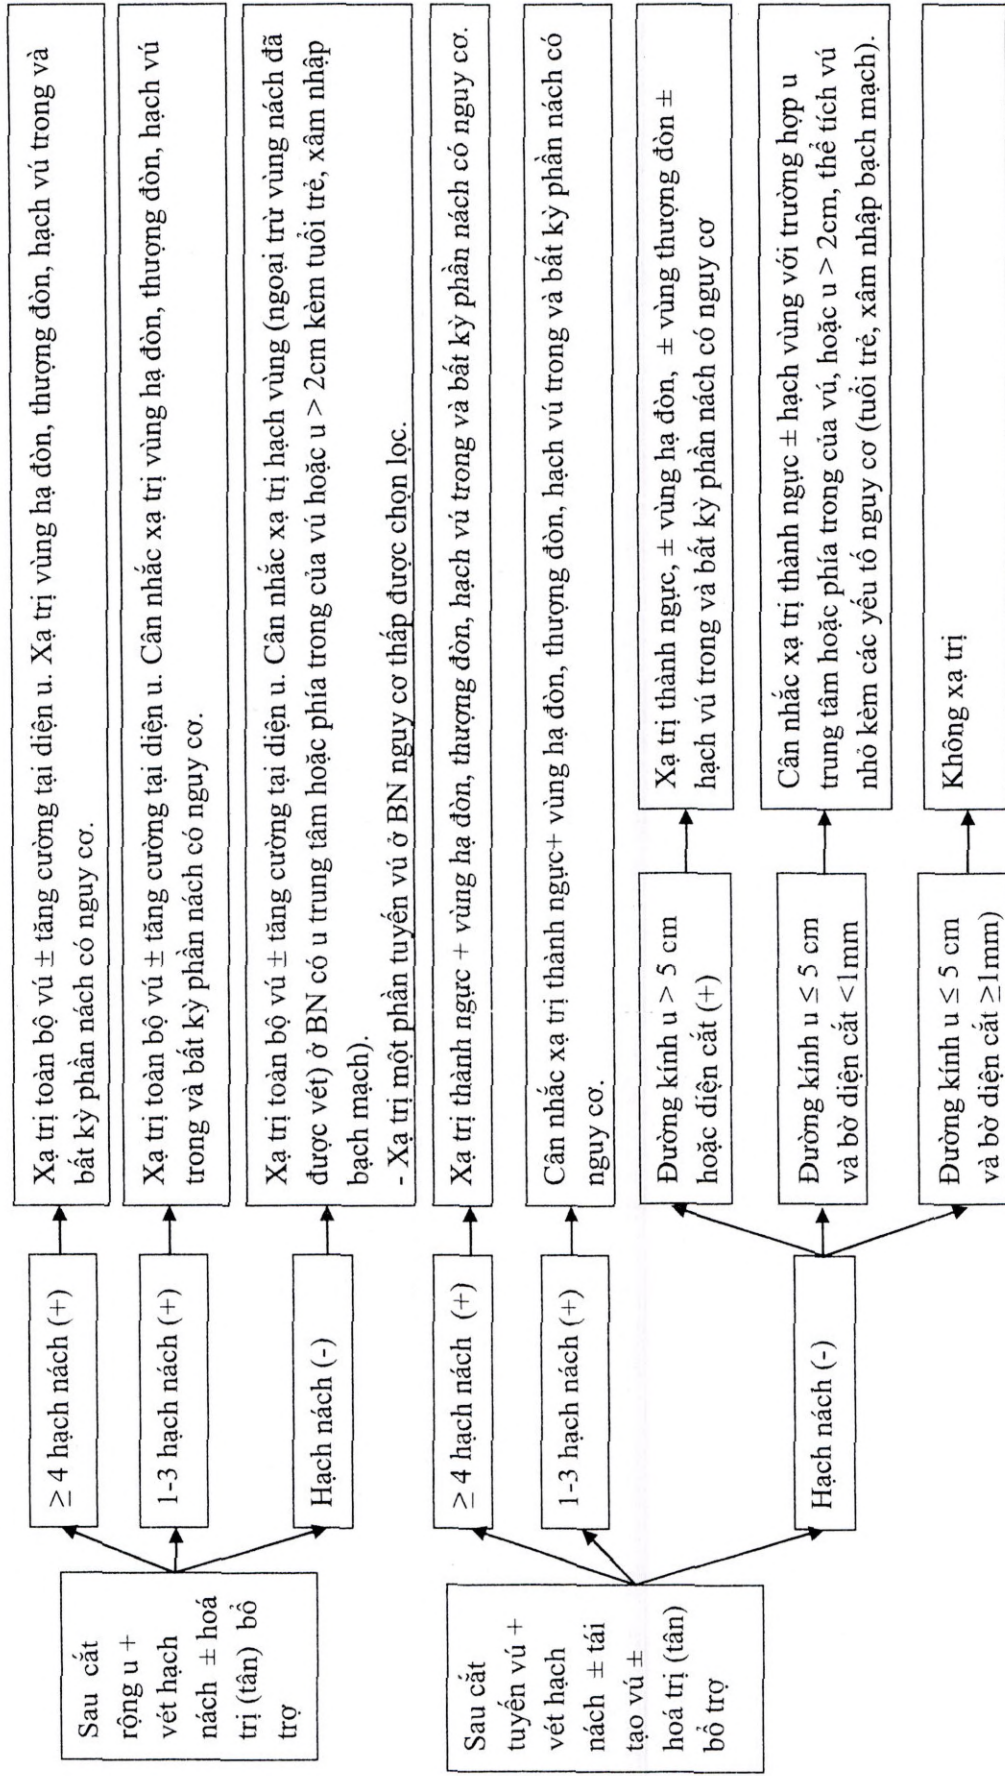 Sau cắt
rộng u +
vét hạch
nách ± hoá
trị (tân) bổ
trợ
≥ 4 hạch nách (+)
Xạ trị toàn bộ vú ± tăng cường tại diện u. Xạ trị vùng hạ đòn, thượng đòn, hạch vú trong và
bất kỳ phần nách có nguy cơ.
1-3 hạch nách (+)
Xạ trị toàn bộ vú ± tăng cường tại diện u. Cân nhắc xạ trị vùng hạ đòn, thượng đòn, hạch vú
trong và bất kỳ phần nách có nguy cơ.
Hạch nách (-)
Xạ trị toàn bộ vú ± tăng cường tại diện u. Cân nhắc xạ trị hạch vùng (ngoại trừ vùng nách đã
được vét) ở BN có u trung tâm hoặc phía trong của vú hoặc u > 2cm kèm tuổi trẻ, xâm nhập
bạch mạch).
- Xạ trị một phần tuyến vú ở BN nguy cơ thấp được chọn lọc.
Sau cắt
tuyến vú +
vét hạch
nách ± tái
tạo vú ±
hoá trị (tân)
bổ trợ
≥ 4 hạch nách (+)
Xạ trị thành ngực + vùng hạ đòn, thượng đòn, hạch vú trong và bất kỳ phần nách có nguy cơ.
1-3 hạch nách (+)
Cân nhắc xạ trị thành ngực+ vùng hạ đòn, thượng đòn, hạch vú trong và bất kỳ phần nách có
nguy cơ.
Hạch nách (-)
Đường kính u > 5 cm
hoặc diện cắt (+)
Xạ trị thành ngực, ± vùng hạ đòn, ± vùng thượng đòn ±
hạch vú trong và bất kỳ phần nách có nguy cơ
Đường kính u ≤ 5 cm
và bờ diện cắt <1mm
Cân nhắc xạ trị thành ngực ± hạch vùng với trường hợp u
trung tâm hoặc phía trong của vú, hoặc u > 2cm, thể tích vú
nhỏ kèm các yếu tố nguy cơ (tuổi trẻ, xâm nhập bạch mạch).
Đường kính u ≤ 5 cm
và bờ diện cắt ≥1mm)
Không xạ trị